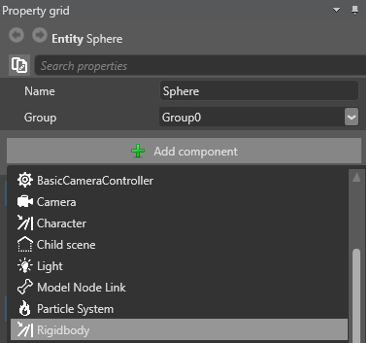 Property grid
Entity Sphere
Search properties
Name Sphere
Group Group0
Add component
BasicCameraController
Camera
Character
Child scene
Light
Model Node Link
Particle System
Rigidbody